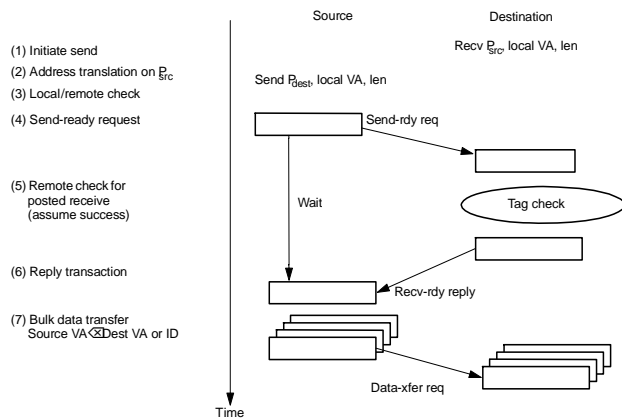 Source
Destination
(1) Initiate send
Recv Psrc, local VA, len
(2) Address translation on Psrc
Send Pdest, local VA, len
(3) Local/remote check
(4) Send-ready request
Send-rdy req
(5) Remote check for
posted receive
(assume success)
Wait
Tag check
(6) Reply transaction
Recv-rdy reply
(7) Bulk data transfer
Source VA⌫Dest VA or ID
Data-xfer req
Time